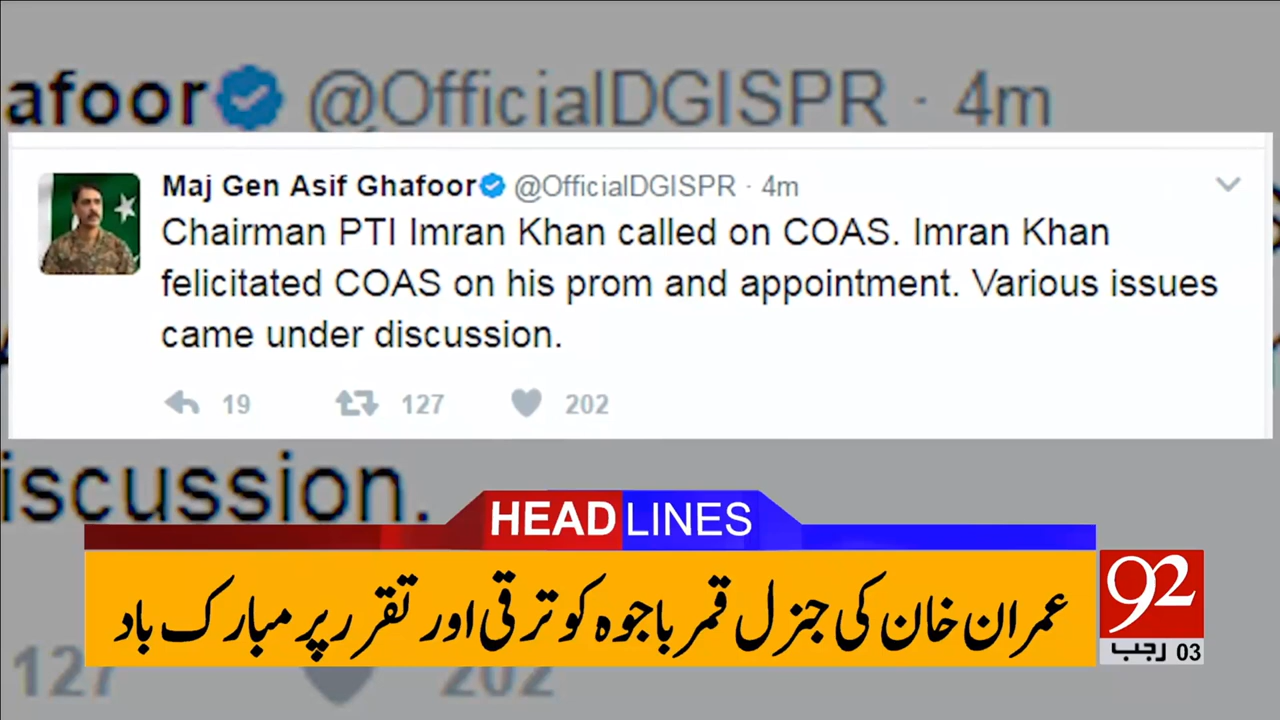 afoor @OfficialDGISPR · 4m
Maj Gen Asif Ghafoor @OfficialDGISPR · 4m
Chairman PTI Imran Khan called on COAS. Imran Khan
felicitated COAS on his prom and appointment. Various issues
came under discussion.
19 127 202
iscussion.
HEADLINES
عمران خان کی جنرل قمر باجوہ کو ترقی اور تقرر پر مبارک باد
92
03 رجب
127 202